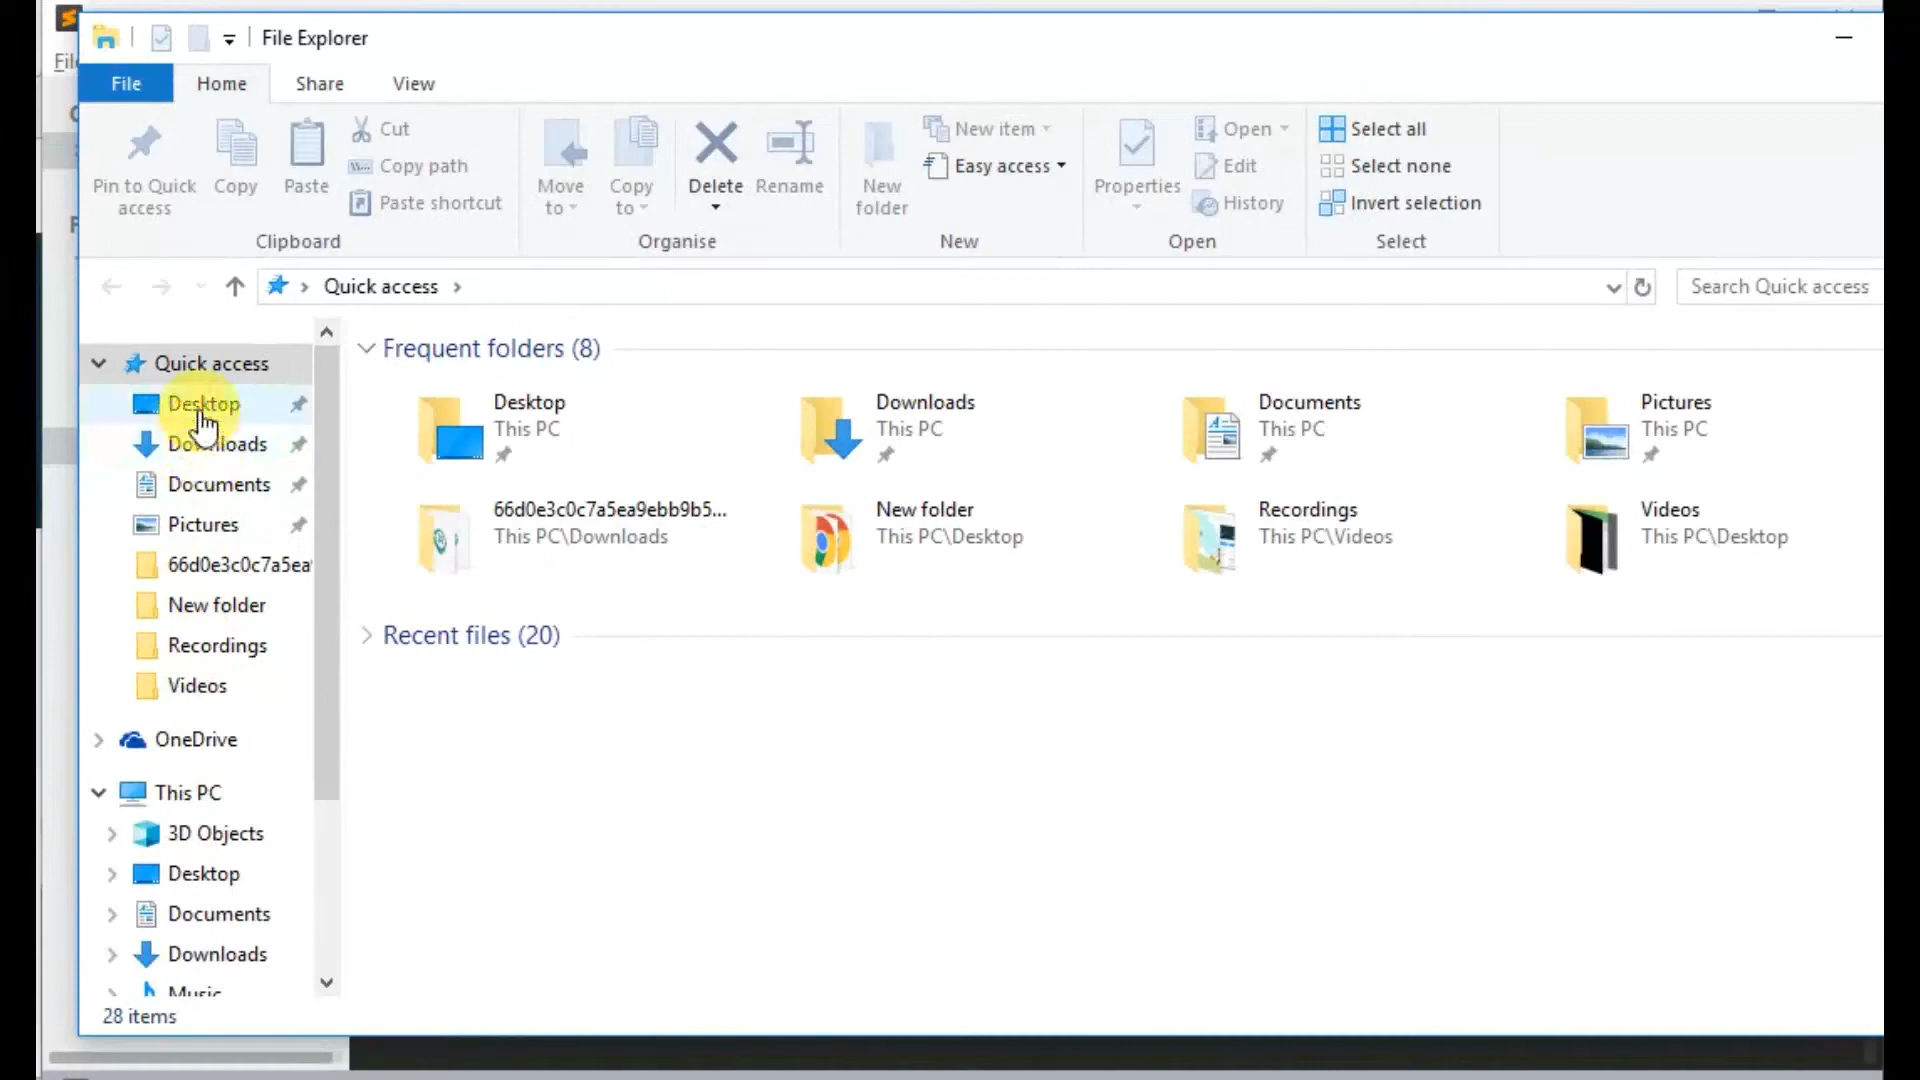 File Explorer
File Home Share View
Pin to Quick access
Copy
Paste
Cut
Copy path
Paste shortcut
Clipboard
Move to
Copy to
Delete
Rename
Organise
New folder
New item
Easy access
New
Properties
Open
Edit
History
Open
Select all
Select none
Invert selection
Select
Quick access
Search Quick access
Quick access
Desktop
Downloads
Documents
Pictures
66d0e3c0c7a5ea
New folder
Recordings
Videos
OneDrive
This PC
3D Objects
Desktop
Documents
Downloads
Music
28 items
Frequent folders (8)
Desktop
This PC
Downloads
This PC
Documents
This PC
Pictures
This PC
66d0e3c0c7a5ea9ebb9b5...
This PC\Downloads
New folder
This PC\Desktop
Recordings
This PC\Videos
Videos
This PC\Desktop
Recent files (20)